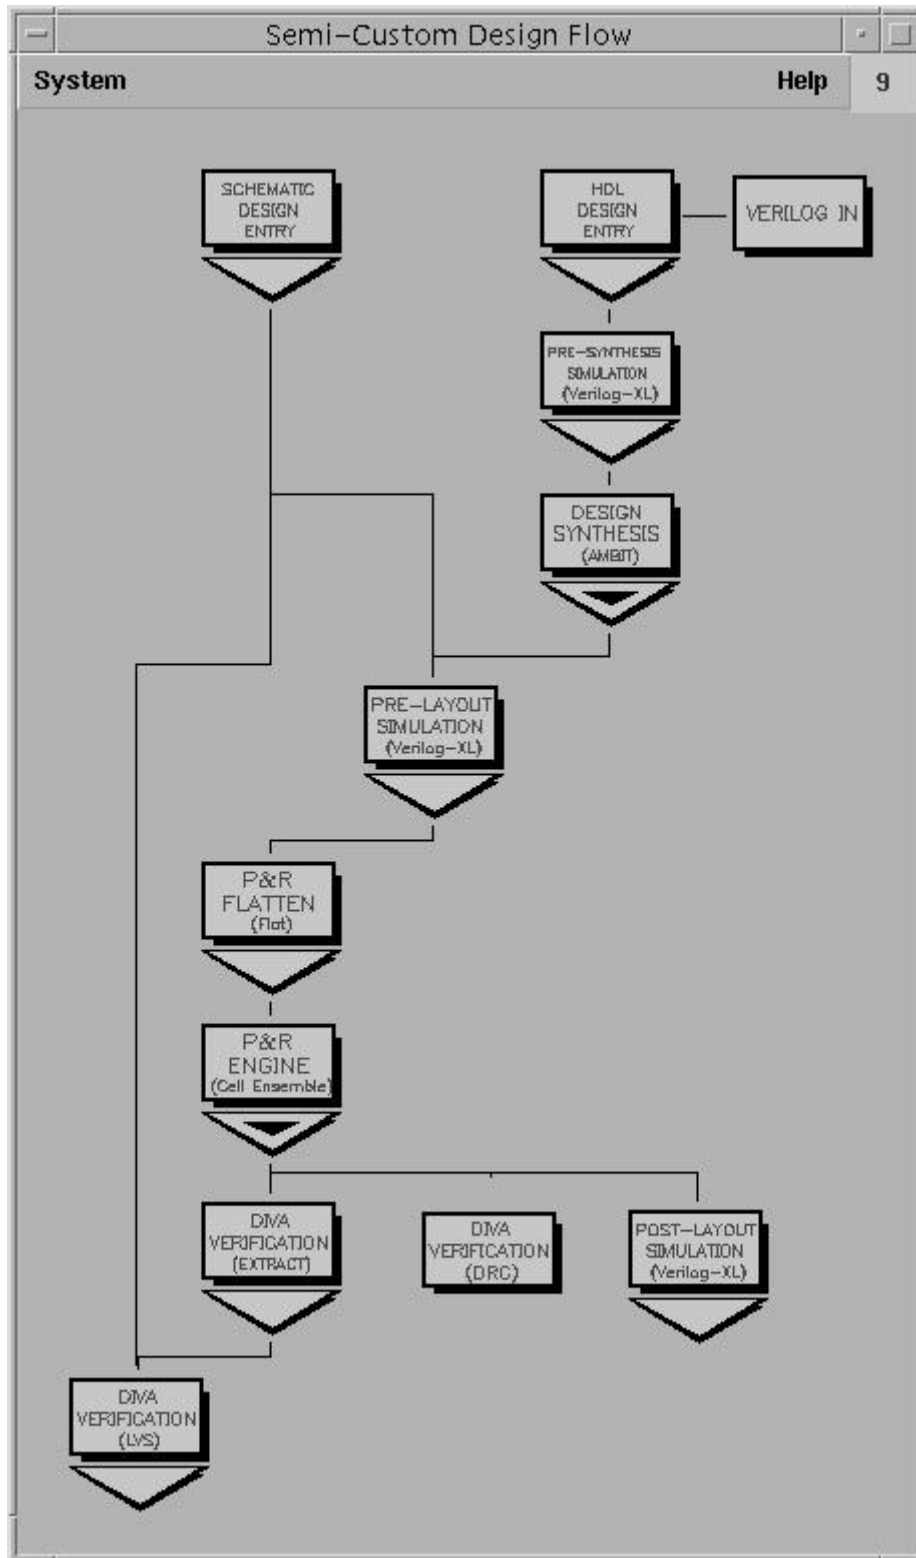 Semi-Custom Design Flow
System
Help
9
SCHEMATIC
DESIGN
ENTRY
HDL
DESIGN
ENTRY
VERILOG IN
PRE-SYNTHESIS
SIMULATION
(Verilog-XL)
DESIGN
SYNTHESIS
(AMBIT)
PRE-LAYOUT
SIMULATION
(Verilog-XL)
P&R
FLATTEN
(Flat)
P&R
ENGINE
(Cell Ensemble)
DIVA
VERIFICATION
(EXTRACT)
DIVA
VERIFICATION
(DRC)
POST-LAYOUT
SIMULATION
(Verilog-XL)
DIVA
VERIFICATION
(LVS)